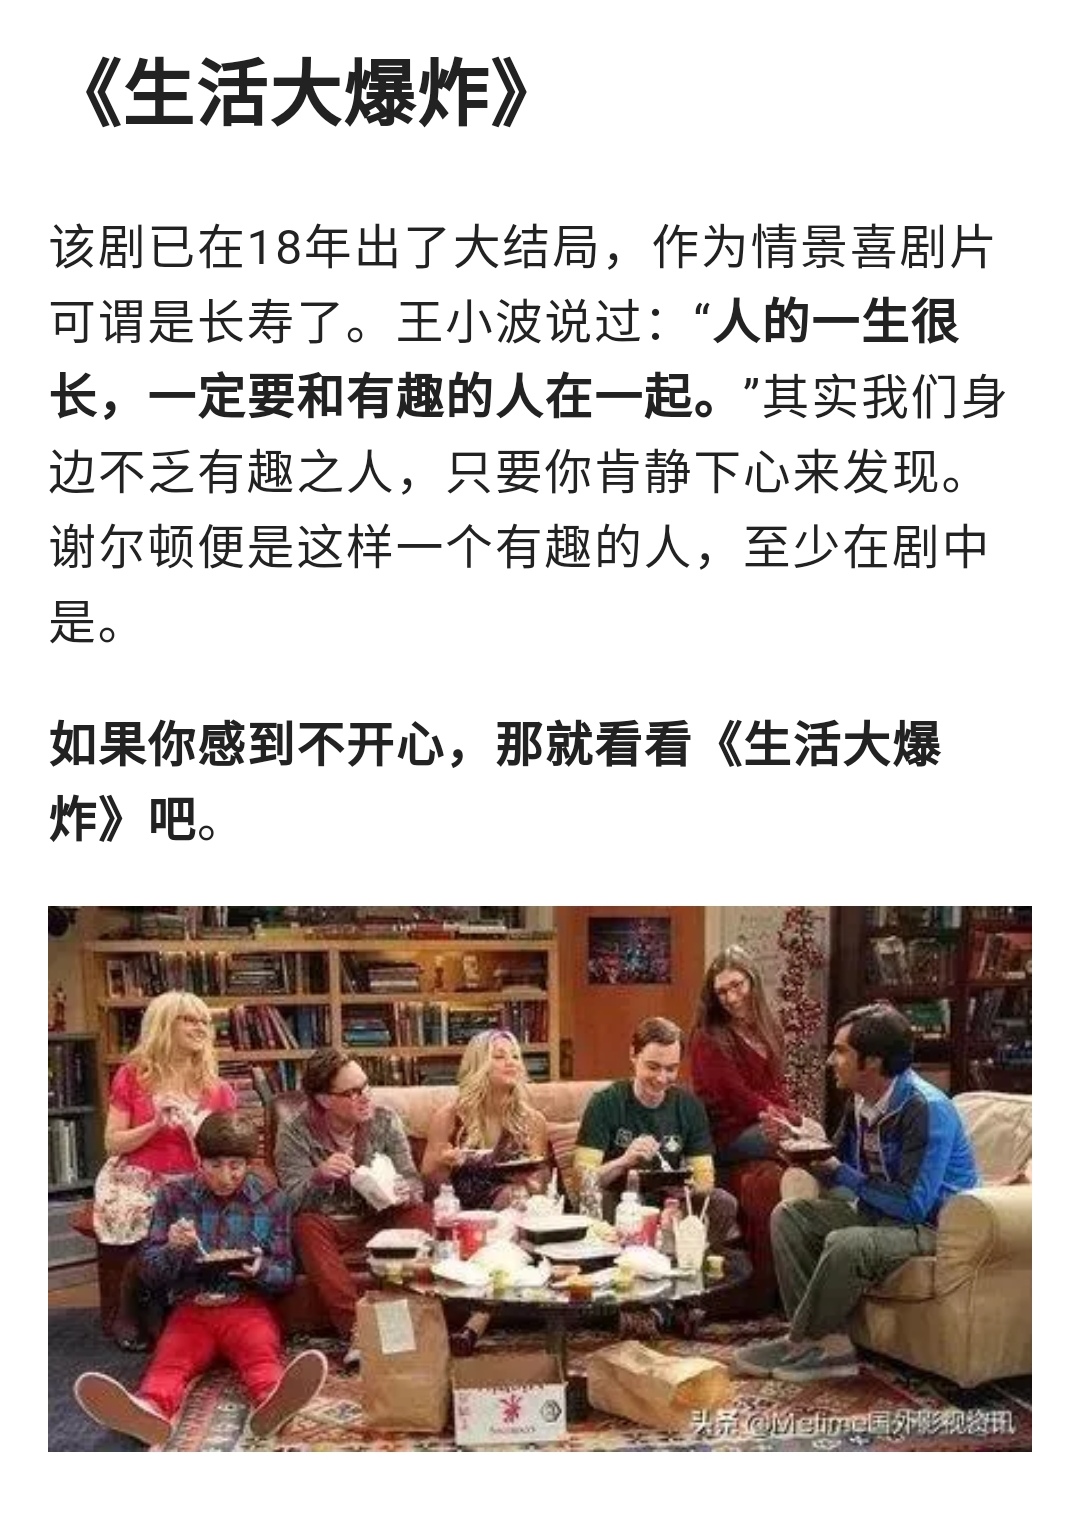 《生活大爆炸》
该剧已在18年出了大结局，作为情景喜剧片
可谓是长寿了。王小波说过：“人的一生很
长，一定要和有趣的人在一起。”其实我们身
边不乏有趣之人，只要你肯静下心来发现。
谢尔顿便是这样一个有趣的人，至少在剧中
是。
如果你感到不开心，那就看看《生活大爆
炸》吧。
头条 @Metime国外影视资讯